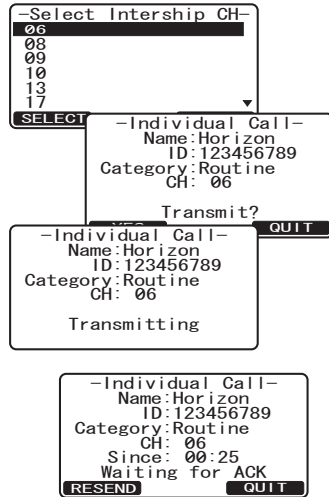 -Select Intership CH-
06
08
09
10
13
17
SELECT
-Individual Call-
Name:Horizon
ID:123456789
Category:Routine
CH: 06
Transmit?
QUIT
-Individual Call-
Name:Horizon
ID:123456789
Category:Routine
CH: 06
Transmitting
-Individual Call-
Name:Horizon
ID:123456789
Category:Routine
CH: 06
Since: 00:25
Waiting for ACK
RESEND QUIT